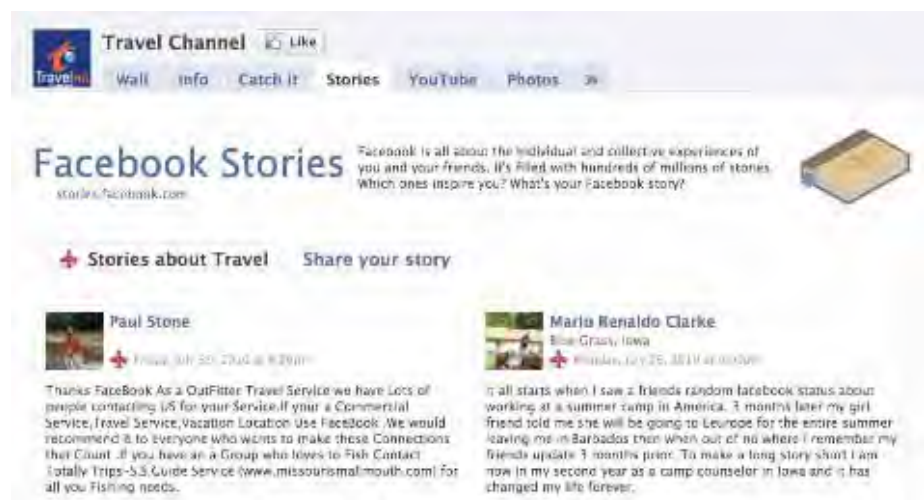 Travel Channel Like
Travel
Wall Info Catch It Stories YouTube Photos »
Facebook Stories
stories.facebook.com
Facebook is all about the individual and collective experiences of
you and your friends. It's filled with hundreds of millions of stories.
Which ones inspire you? What's your Facebook story?
Stories about Travel Share your story
Paul Stone
Thanks FaceBook As a OutFitter Travel Service we have Lots of
people contacting US for your Service.If your a Commercial
Service,Travel Service,Vacation Location Use FaceBook .We would
recommend it to everyone who wants to make those Connections
that Count .If you have an a Group who loves to Fish Contact
Totally Trips-S.S.Guide Service (www.missourismallmouth.com) for
all you Fishing needs.
Mario Renaldo Clarke
Blue Grass, Iowa
Monday, July 26, 2010 at
it all starts when I saw a friends random facebook status about
working at a summer camp in America. 3 months later my girl
friend told me she will be going to Leurope for the entire summer
leaving me in Barbados then when out of no where I remember my
friends update 3 months prior. To make a long story short I am
now in my second year as a camp counselor in Iowa and it has
changed my life forever.